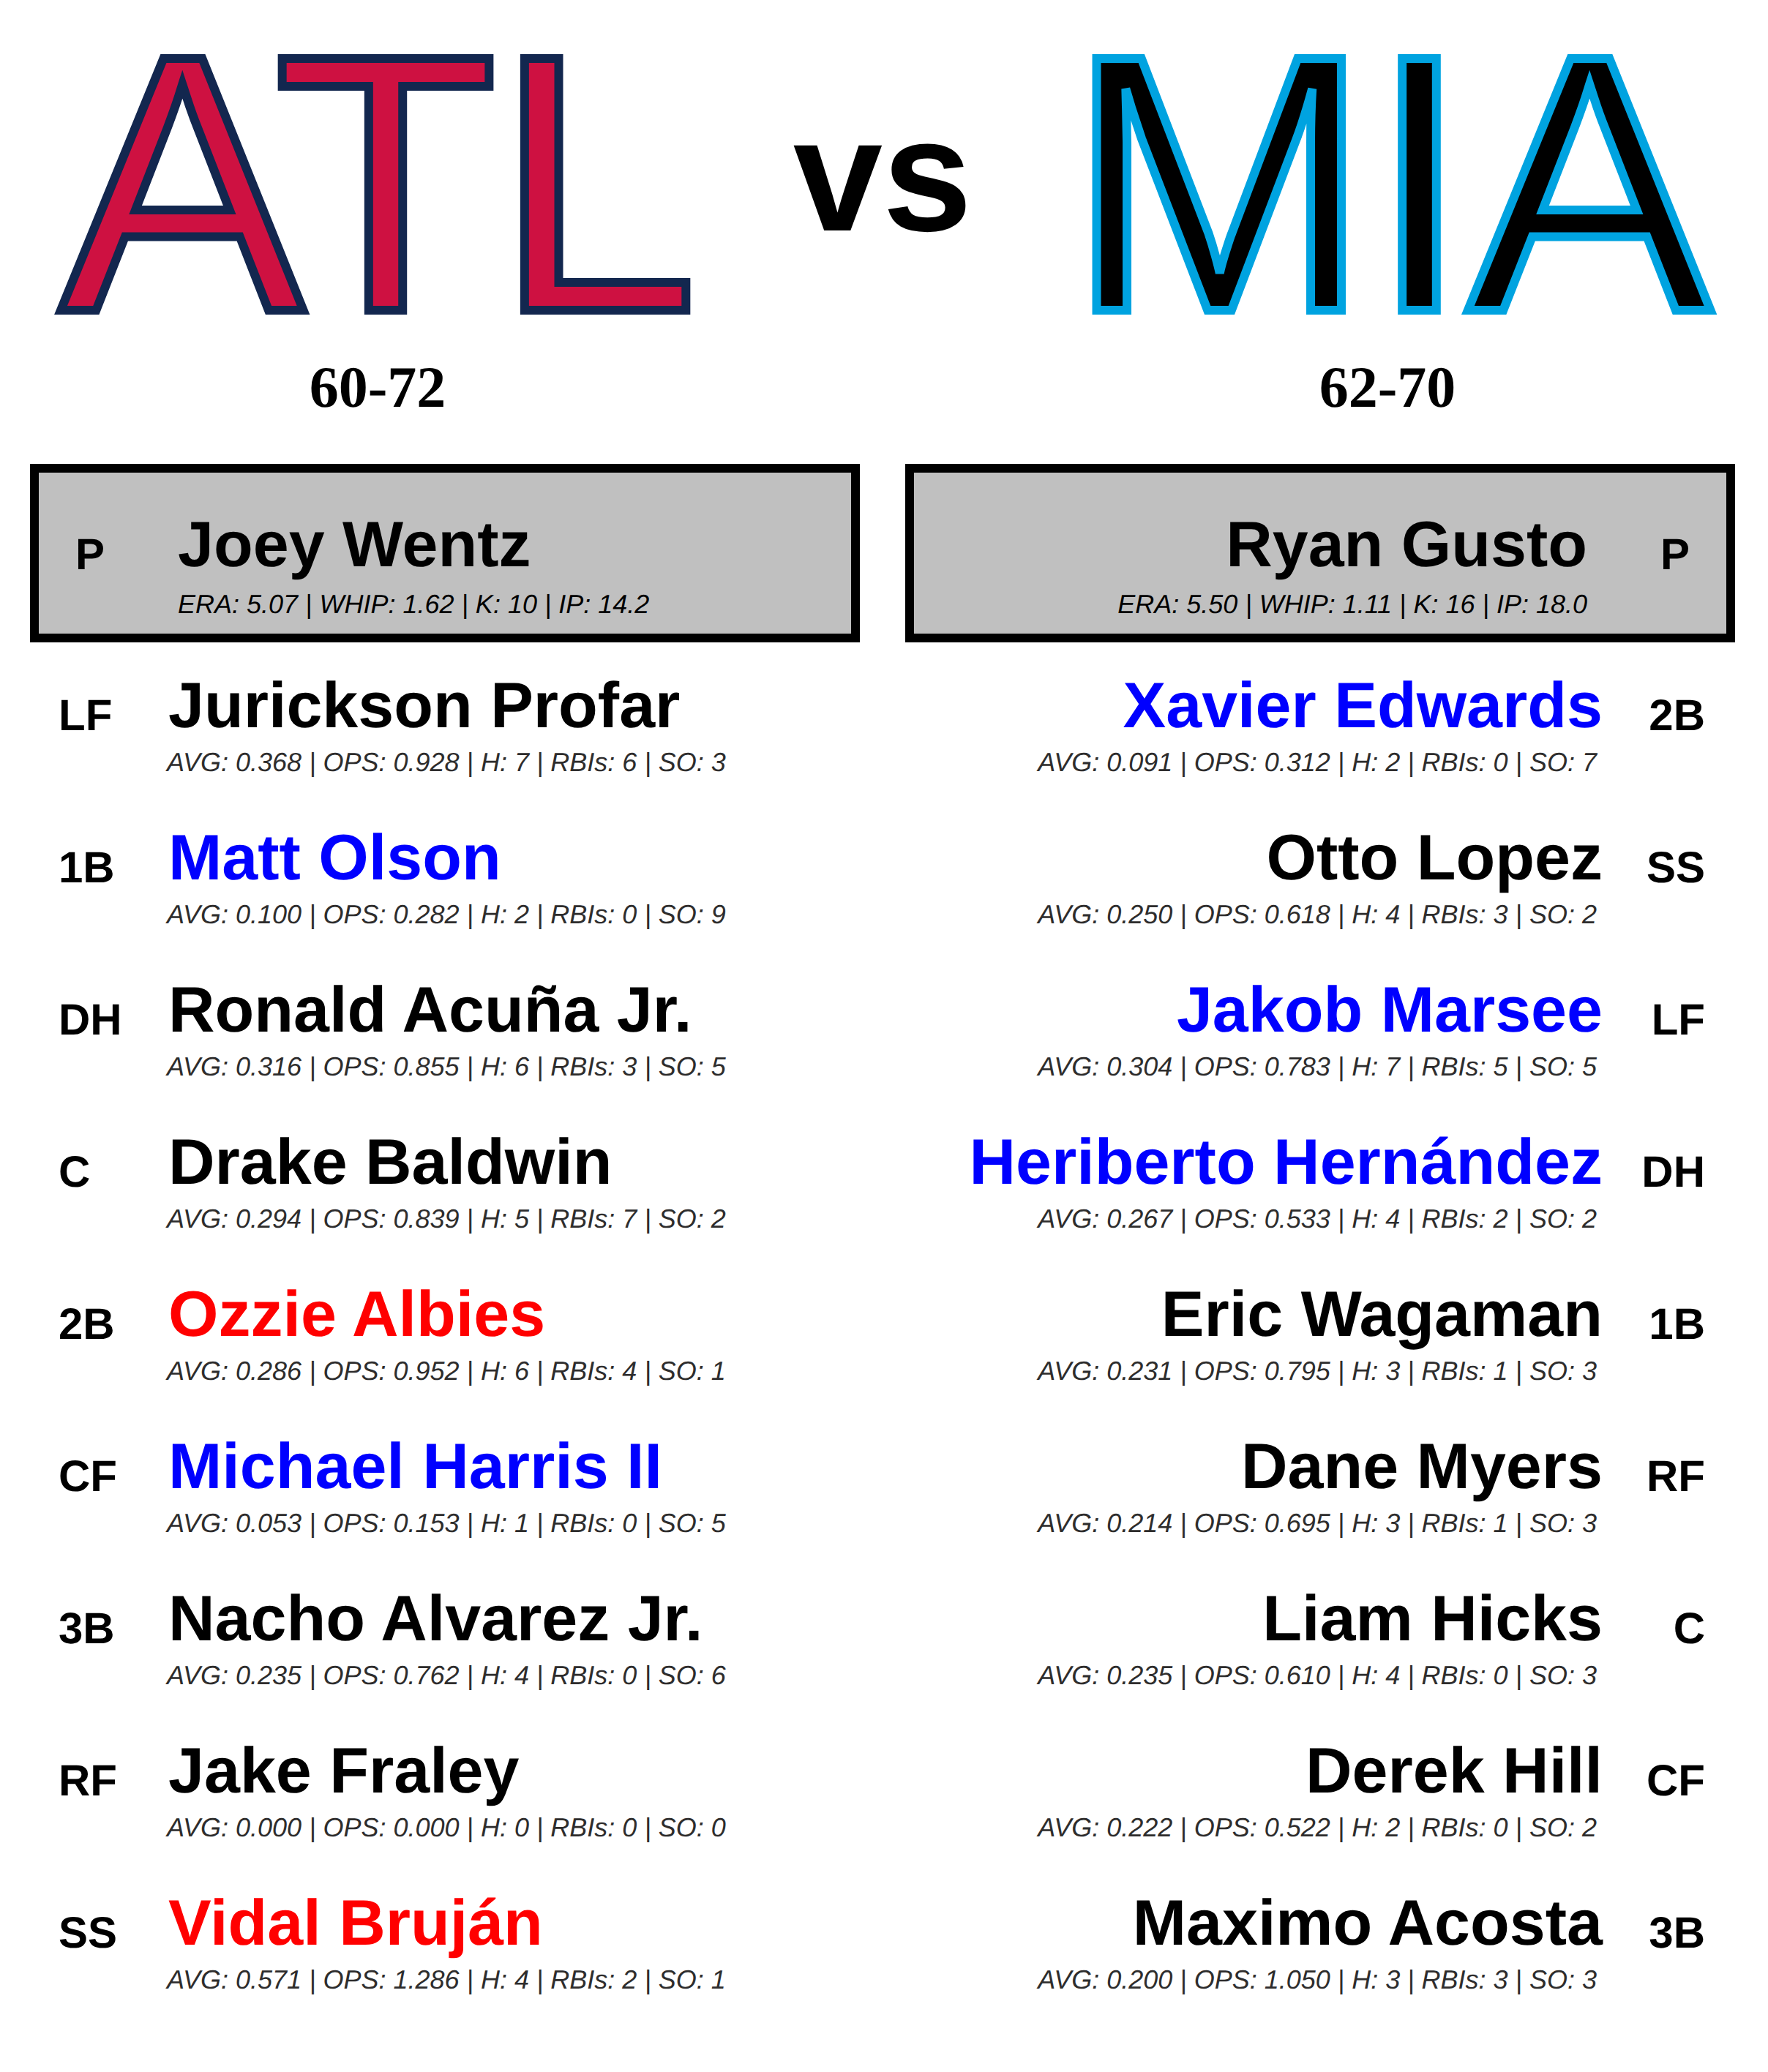 ATL vs MIA
60-72
62-70
P Joey Wentz
ERA: 5.07 | WHIP: 1.62 | K: 10 | IP: 14.2
Ryan Gusto P
ERA: 5.50 | WHIP: 1.11 | K: 16 | IP: 18.0
LF Jurickson Profar
AVG: 0.368 | OPS: 0.928 | H: 7 | RBIs: 6 | SO: 3
1B Matt Olson
AVG: 0.100 | OPS: 0.282 | H: 2 | RBIs: 0 | SO: 9
DH Ronald Acuña Jr.
AVG: 0.316 | OPS: 0.855 | H: 6 | RBIs: 3 | SO: 5
C Drake Baldwin
AVG: 0.294 | OPS: 0.839 | H: 5 | RBIs: 7 | SO: 2
2B Ozzie Albies
AVG: 0.286 | OPS: 0.952 | H: 6 | RBIs: 4 | SO: 1
CF Michael Harris II
AVG: 0.053 | OPS: 0.153 | H: 1 | RBIs: 0 | SO: 5
3B Nacho Alvarez Jr.
AVG: 0.235 | OPS: 0.762 | H: 4 | RBIs: 0 | SO: 6
RF Jake Fraley
AVG: 0.000 | OPS: 0.000 | H: 0 | RBIs: 0 | SO: 0
SS Vidal Bruján
AVG: 0.571 | OPS: 1.286 | H: 4 | RBIs: 2 | SO: 1
Xavier Edwards 2B
AVG: 0.091 | OPS: 0.312 | H: 2 | RBIs: 0 | SO: 7
Otto Lopez SS
AVG: 0.250 | OPS: 0.618 | H: 4 | RBIs: 3 | SO: 2
Jakob Marsee LF
AVG: 0.304 | OPS: 0.783 | H: 7 | RBIs: 5 | SO: 5
Heriberto Hernández DH
AVG: 0.267 | OPS: 0.533 | H: 4 | RBIs: 2 | SO: 2
Eric Wagaman 1B
AVG: 0.231 | OPS: 0.795 | H: 3 | RBIs: 1 | SO: 3
Dane Myers RF
AVG: 0.214 | OPS: 0.695 | H: 3 | RBIs: 1 | SO: 3
Liam Hicks C
AVG: 0.235 | OPS: 0.610 | H: 4 | RBIs: 0 | SO: 3
Derek Hill CF
AVG: 0.222 | OPS: 0.522 | H: 2 | RBIs: 0 | SO: 2
Maximo Acosta 3B
AVG: 0.200 | OPS: 1.050 | H: 3 | RBIs: 3 | SO: 3